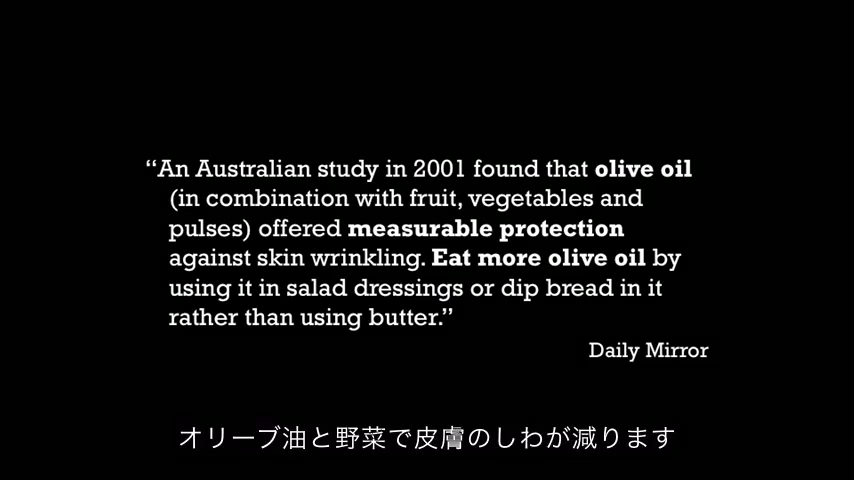 “An Australian study in 2001 found that olive oil
(in combination with fruit, vegetables and
pulses) offered measurable protection
against skin wrinkling. Eat more olive oil by
using it in salad dressings or dip bread in it
rather than using butter.”
Daily Mirror
オリーブ油と野菜で皮膚のしわが減ります